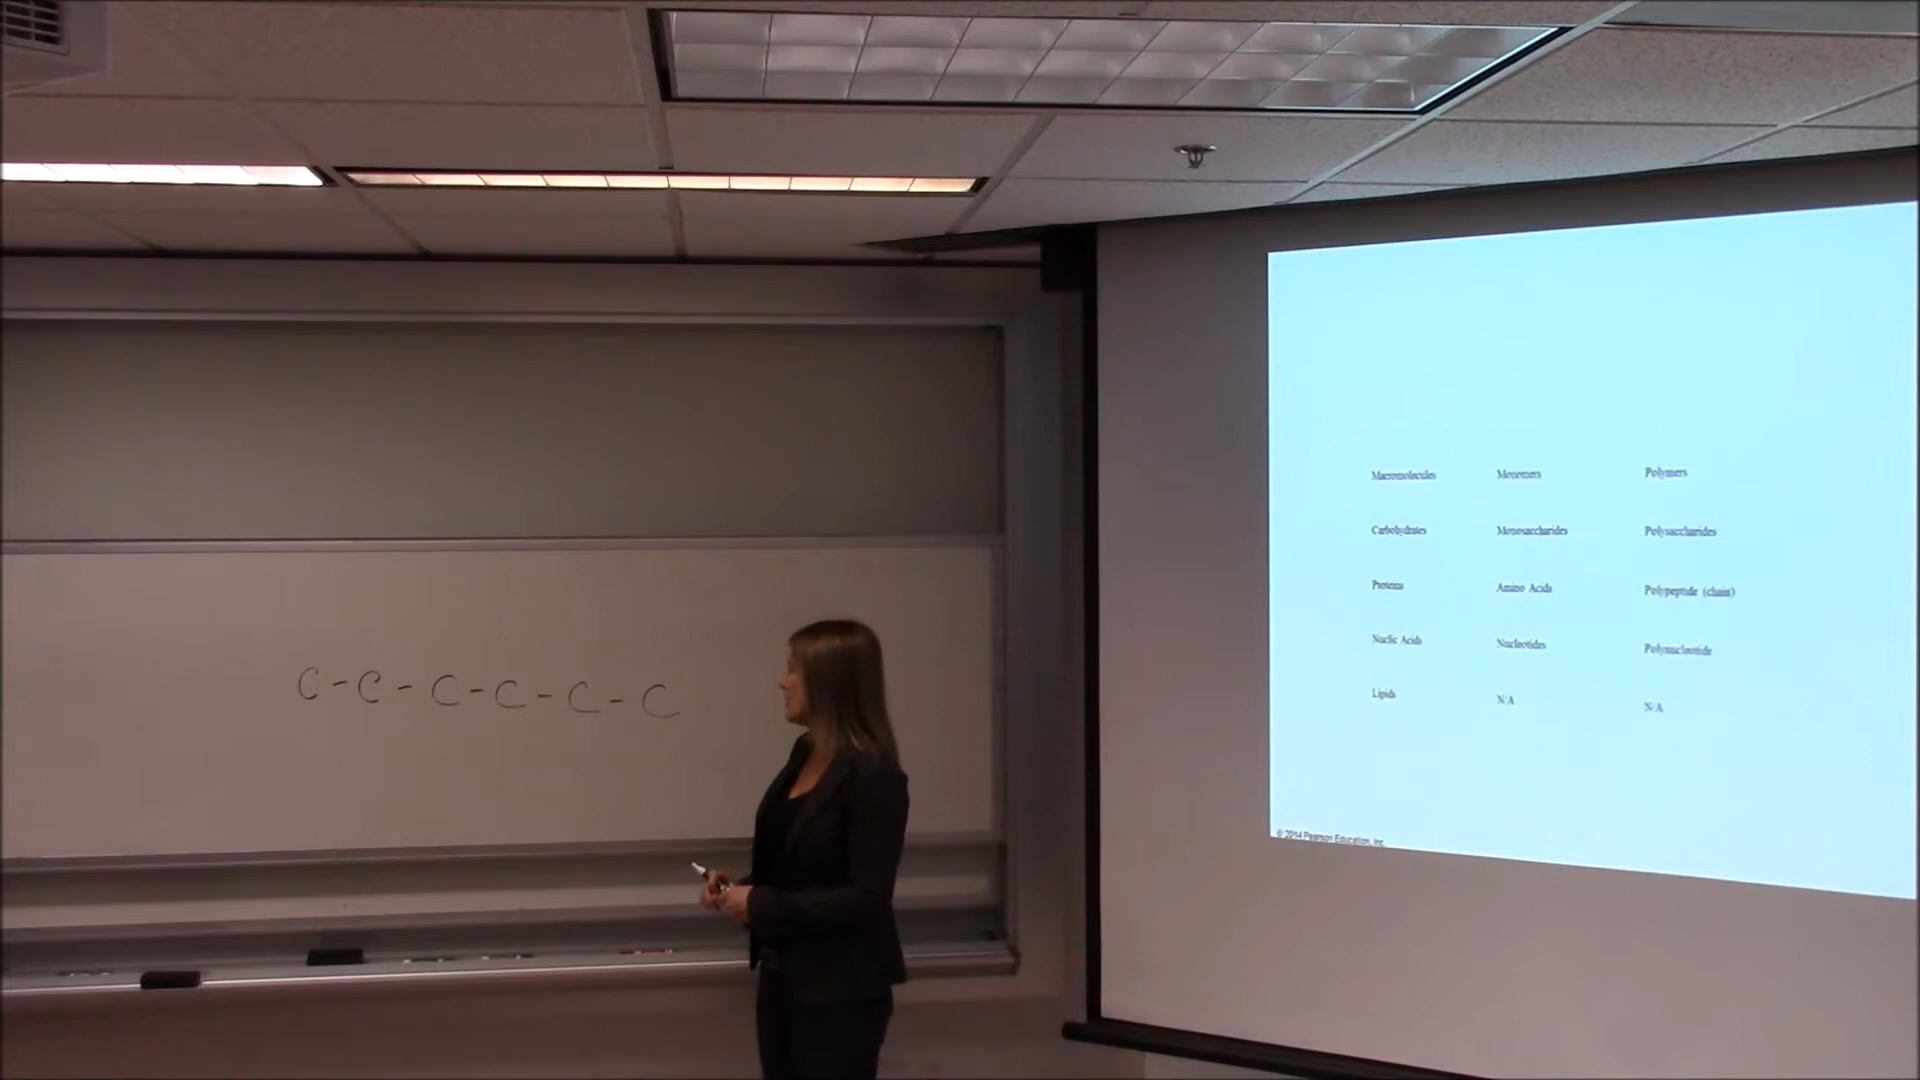 C-C-C-C-C-C
Macromolecules Monomers Polymers
Carbohydrates Monosaccharides Polysaccharides
Proteins Amino Acids Polypeptide (chain)
Nuclic Acids Nucleotides Polynucleotide
Lipids N/A N/A
© 2014 Pearson Education, Inc.